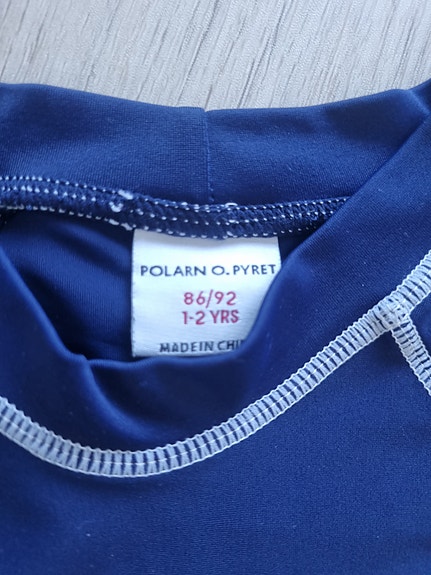 POLARN O. PYRET
86/92
1-2 YRS
MADE IN